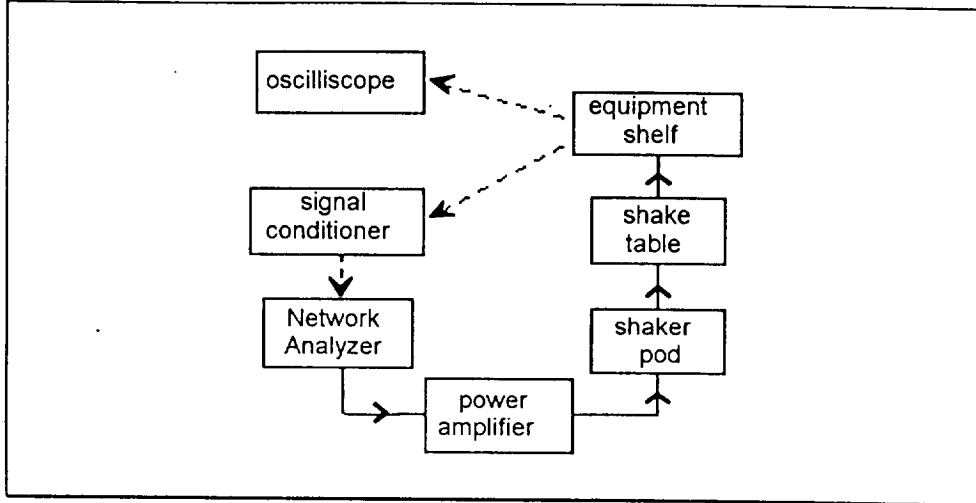 oscilliscope
equipment
shelf
signal
conditioner
shake
table
Network
Analyzer
shaker
pod
power
amplifier